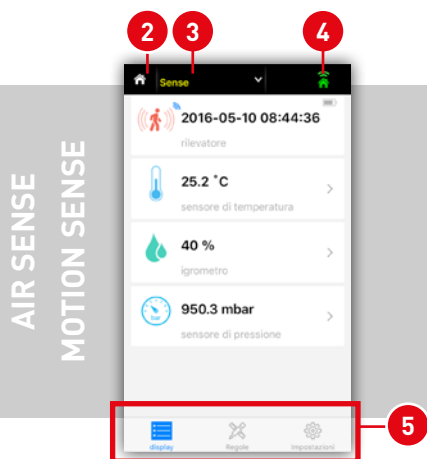 2
3
4
Sense
2016-05-10 08:44:36
rilevatore
25.2 °C
sensore di temperatura
40 %
igrometro
bar
950.3 mbar
sensore di pressione
AIR SENSE
MOTION SENSE
5
display
Regole
Impostazioni